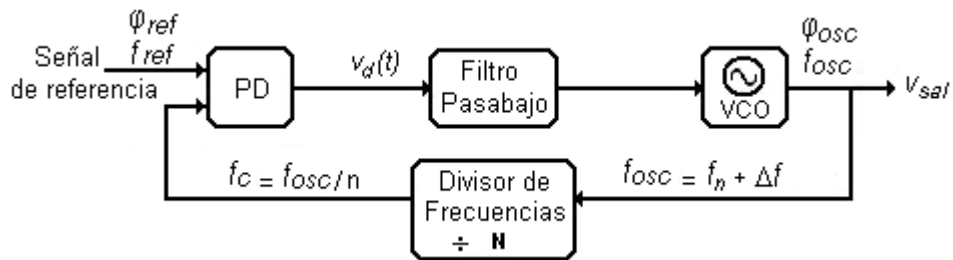 φref
fref
Señal
de referencia
PD
vd(t)
Filtro
Pasabajo
VCO
φosc
fosc
vsal
fc = fosc/n
Divisor de
Frecuencias
÷ N
fosc = fn + Δf